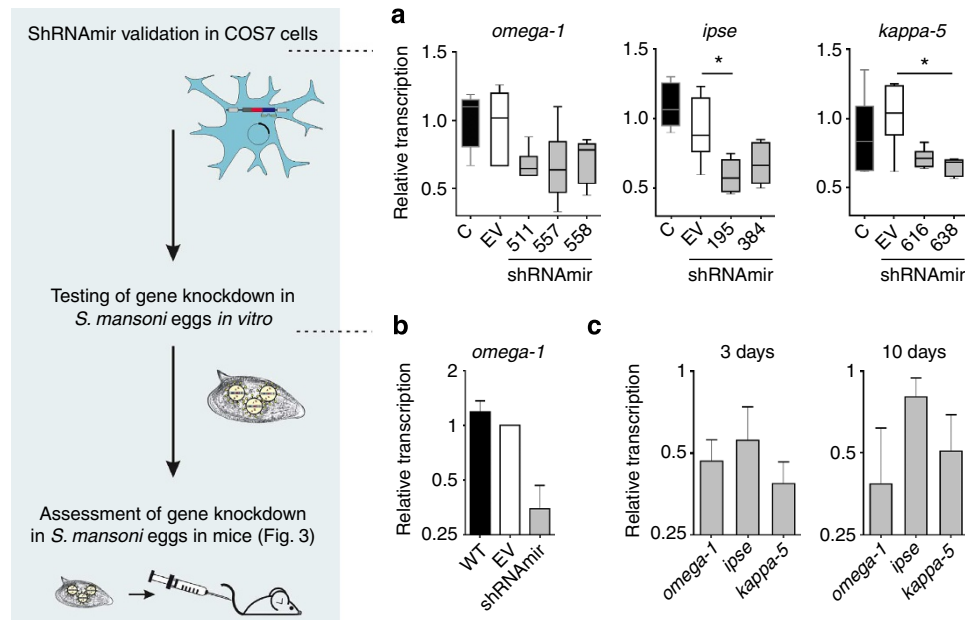 ShRNAmir validation in COS7 cells
Testing of gene knockdown in
S. mansoni eggs in vitro
Assessment of gene knockdown
in S. mansoni eggs in mice (Fig. 3)
a
omega-1
Relative transcription
1.5
1.0
0.5
C EV 511 557 558
shRNAmir
ipse
*
1.5
1.0
0.5
C EV 195 384
shRNAmir
kappa-5
*
1.5
1.0
0.5
C EV 616 638
shRNAmir
b
omega-1
Relative transcription
2
1
0.5
0.25
WT EV shRNAmir
c
3 days
Relative transcription
1
0.5
0.25
omega-1 ipse kappa-5
10 days
1
0.5
0.25
omega-1 ipse kappa-5